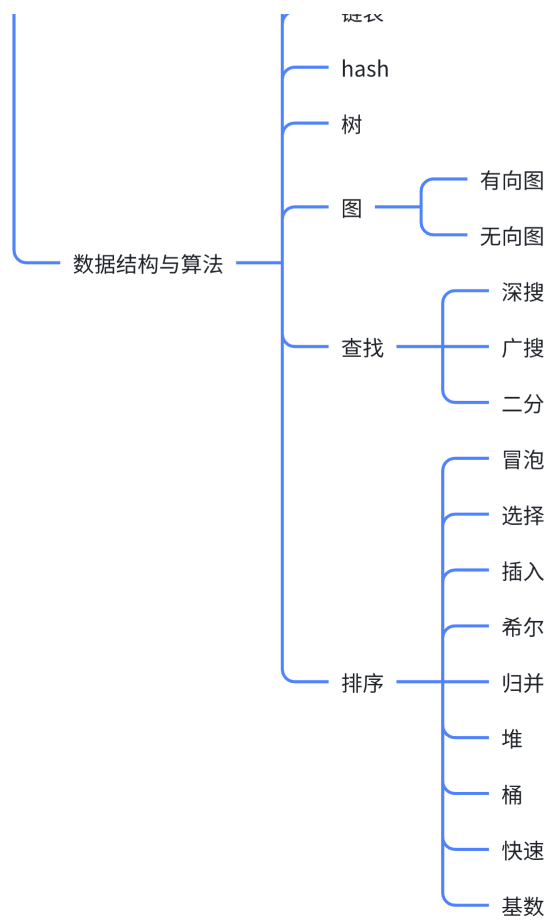 链表
hash
树
有向图
图
无向图
数据结构与算法
深搜
查找
广搜
二分
冒泡
选择
插入
希尔
排序
归并
堆
桶
快速
基数